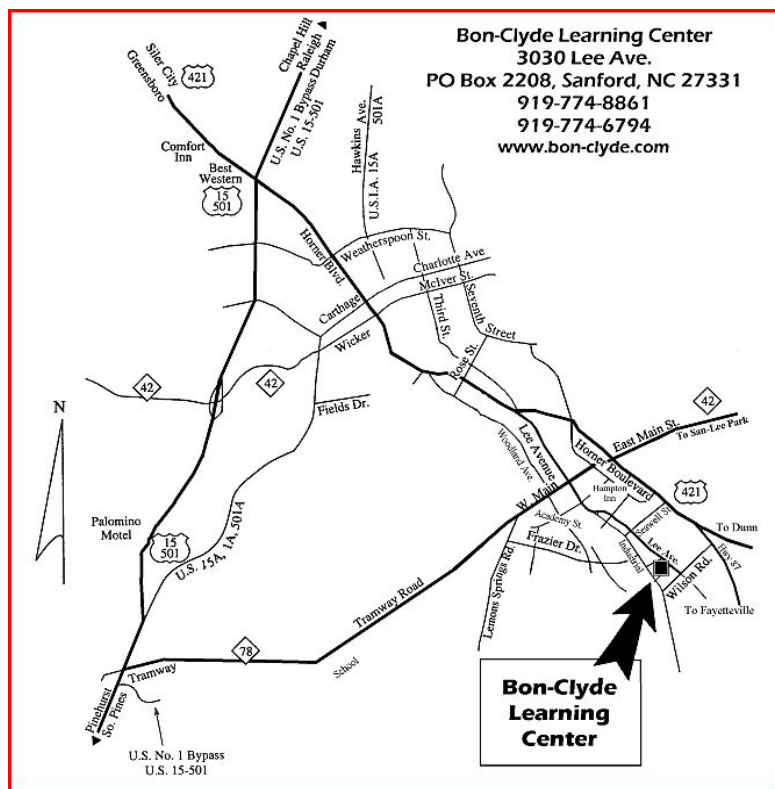 Bon-Clyde Learning Center
3030 Lee Ave.
PO Box 2208, Sanford, NC 27331
919-774-8861
919-774-6794
www.bon-clyde.com
Siler City
Greensboro
421
Chapel Hill
Raleigh
Durham
U.S. No. 1 Bypass
U.S. 15-501
Comfort
Inn
Best
Western
15
501
Hawkins Ave.
501A
U.S.I.A. 15A
Horner Blvd.
Weatherspoon St.
Charlotte Ave
McIver St.
Carthage
Wicker
Third St.
Seventh
Street
Rose St.
42
42
Fields Dr.
N
Woodland Ave.
Lee Avenue
East Main St.
42
To San-Lee Park
Horner Boulevard
W. Main
Hampton
Inn
421
Academy St.
Seawell St
To Dunn
Palomino
Motel
15
501
U.S. 15A, 1A, 501A
Frazier Dr.
Industrial
Lee Ave.
Wilson Rd.
Hwy 87
To Fayetteville
Lemons Springs Rd.
Tramway Road
78
School
Tramway
Pinehurst
So. Pines
U.S. No. 1 Bypass
U.S. 15-501
Bon-Clyde
Learning
Center